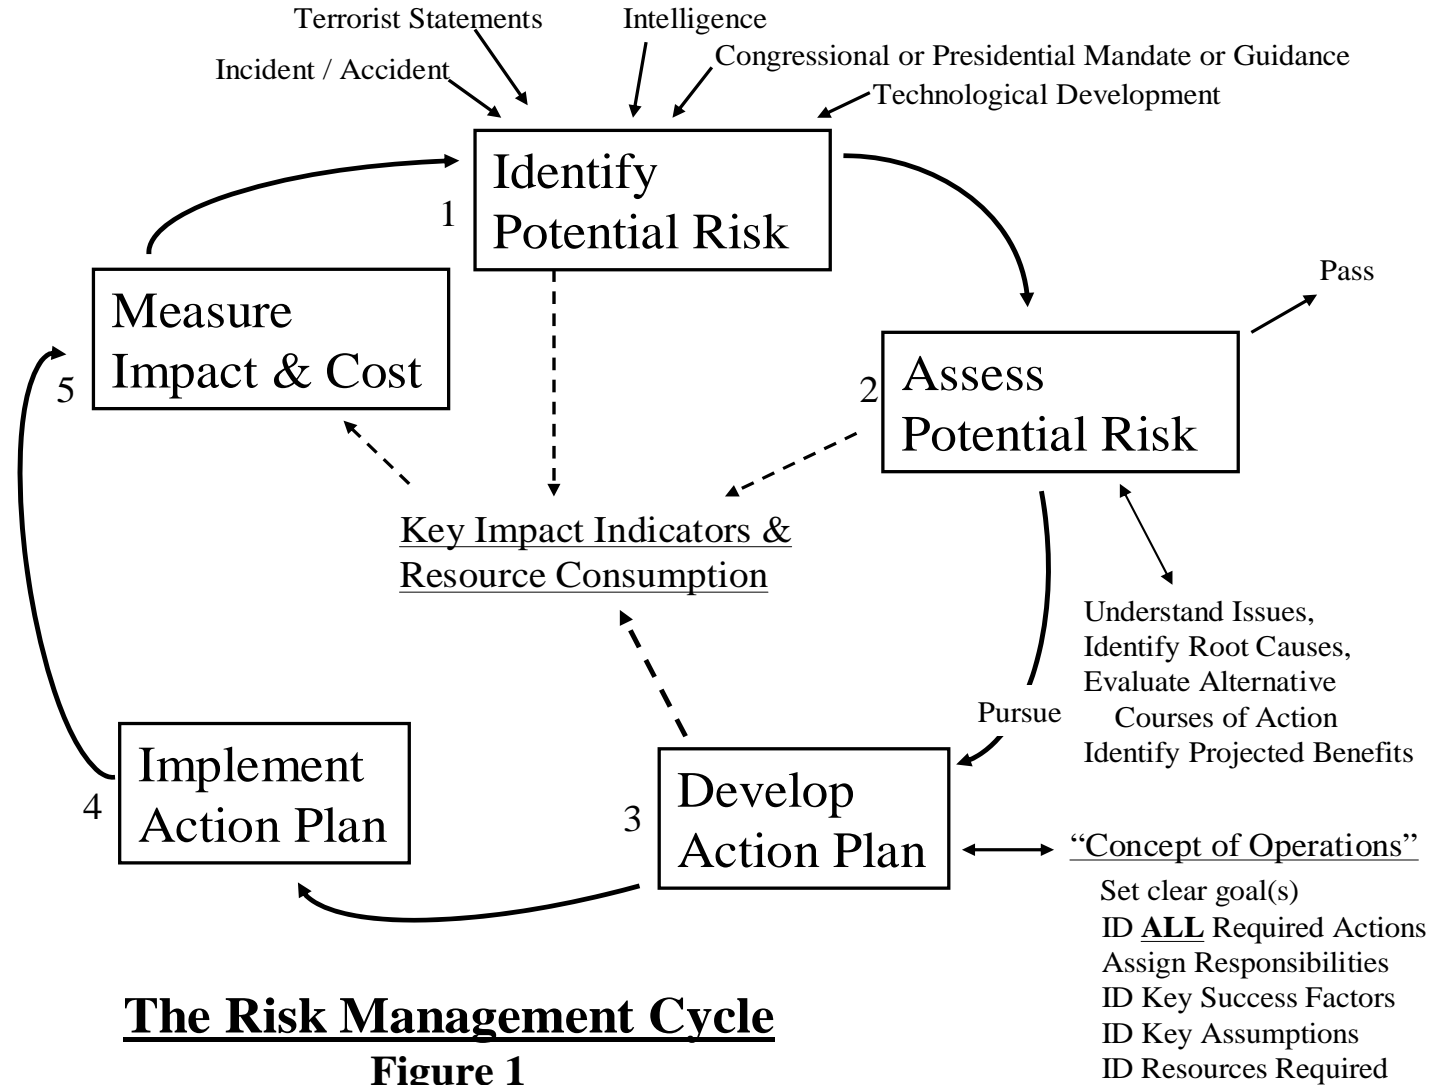 Terrorist Statements
Intelligence
Incident / Accident
Congressional or Presidential Mandate or Guidance
Technological Development
1
Identify
Potential Risk
Pass
5
Measure
Impact & Cost
2
Assess
Potential Risk
Key Impact Indicators &
Resource Consumption
Understand Issues,
Identify Root Causes,
Evaluate Alternative
Courses of Action
Identify Projected Benefits
Pursue
4
Implement
Action Plan
3
Develop
Action Plan
“Concept of Operations”
Set clear goal(s)
ID ALL Required Actions
Assign Responsibilities
ID Key Success Factors
ID Key Assumptions
ID Resources Required
The Risk Management Cycle
Figure 1